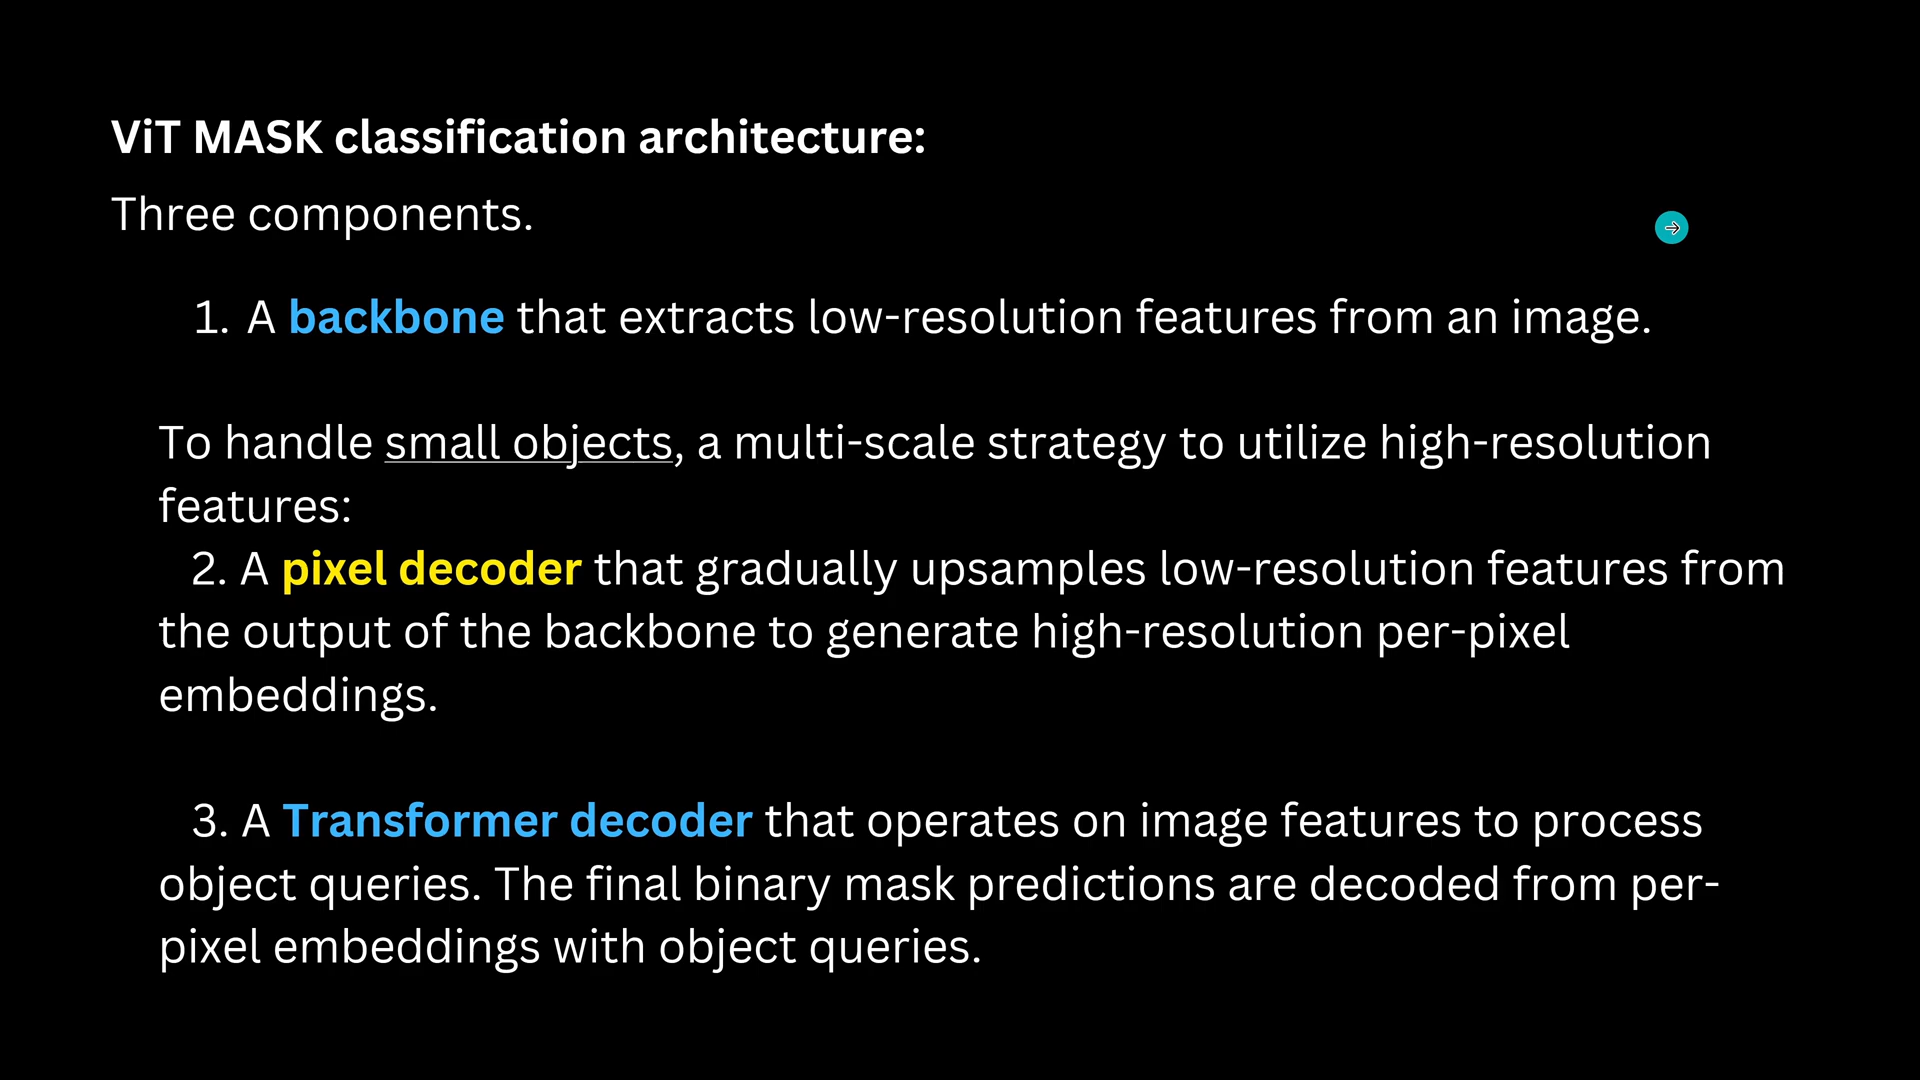 ViT MASK classification architecture:
Three components.
1. A backbone that extracts low-resolution features from an image.
To handle small objects, a multi-scale strategy to utilize high-resolution
features:
2. A pixel decoder that gradually upsamples low-resolution features from
the output of the backbone to generate high-resolution per-pixel
embeddings.
3. A Transformer decoder that operates on image features to process
object queries. The final binary mask predictions are decoded from per-
pixel embeddings with object queries.